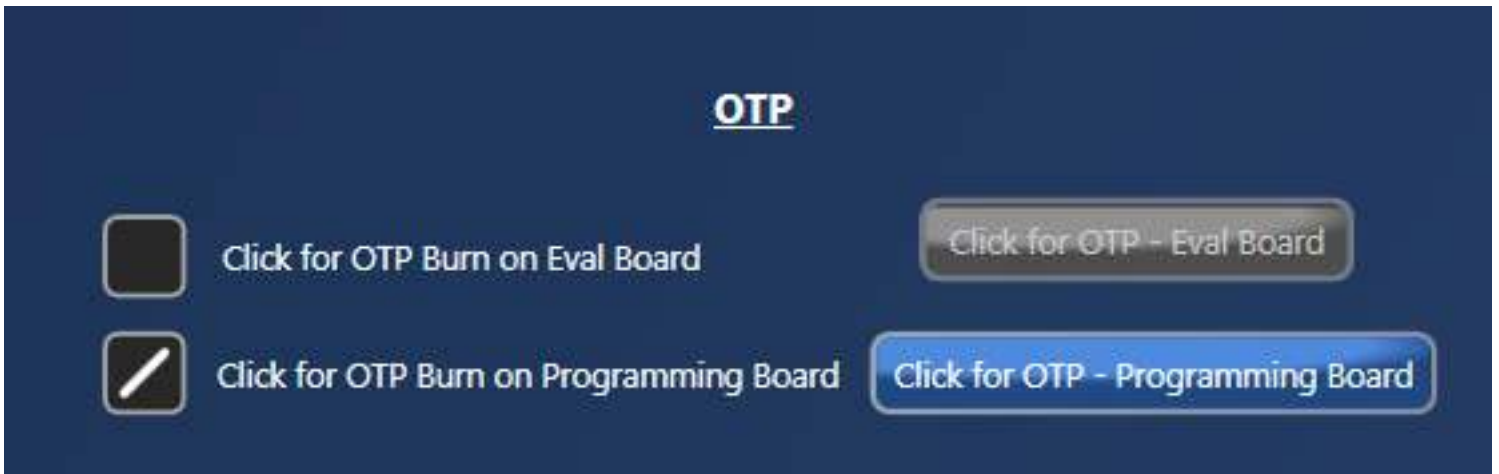 OTP
Click for OTP Burn on Eval Board
Click for OTP - Eval Board
Click for OTP Burn on Programming Board
Click for OTP - Programming Board